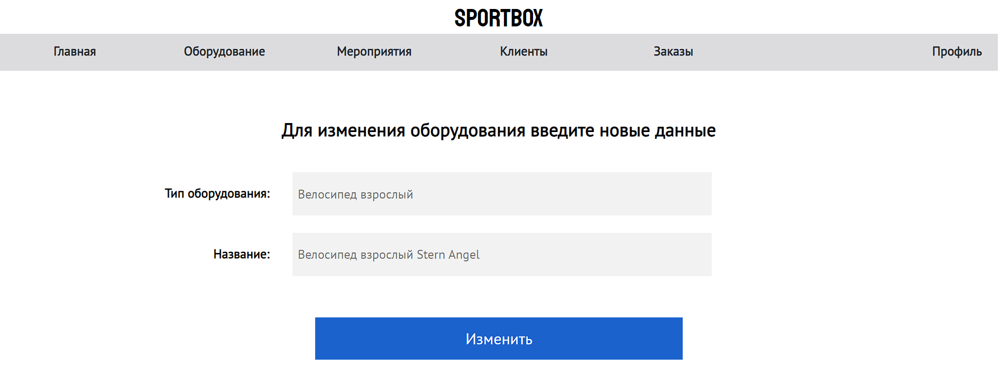 SPORTBOX
Главная Оборудование Мероприятия Клиенты Заказы Профиль
Для изменения оборудования введите новые данные
Тип оборудования: Велосипед взрослый
Название: Велосипед взрослый Stern Angel
Изменить